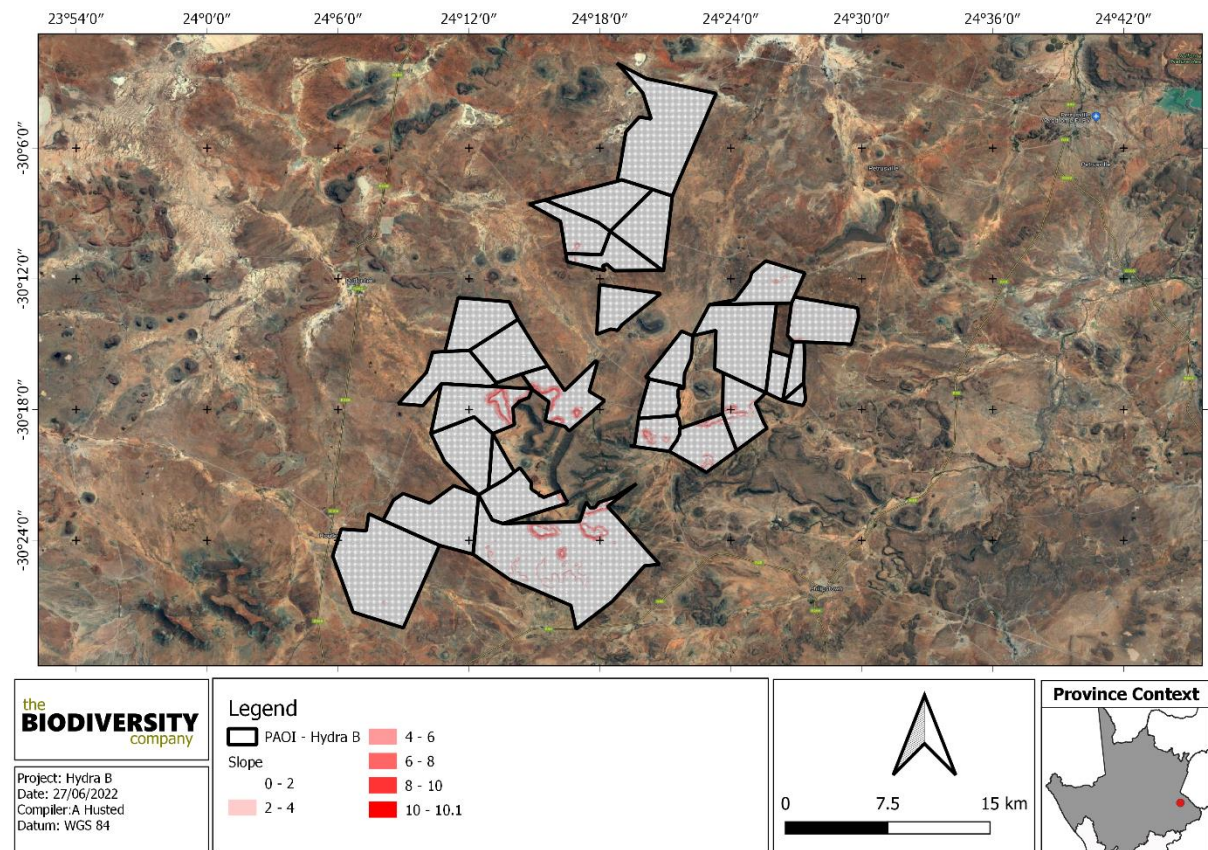 23°54′0″ 24°0′0″ 24°6′0″ 24°12′0″ 24°18′0″ 24°24′0″ 24°30′0″ 24°36′0″ 24°42′0″
-30°6′0″
-30°12′0″
-30°18′0″
-30°24′0″
the
BIODIVERSITY
company
Project: Hydra B
Date: 27/06/2022
Compiler:A Husted
Datum: WGS 84
Legend
PAOI - Hydra B
Slope
0 - 2
2 - 4
4 - 6
6 - 8
8 - 10
10 - 10.1
0 7.5 15 km
Province Context